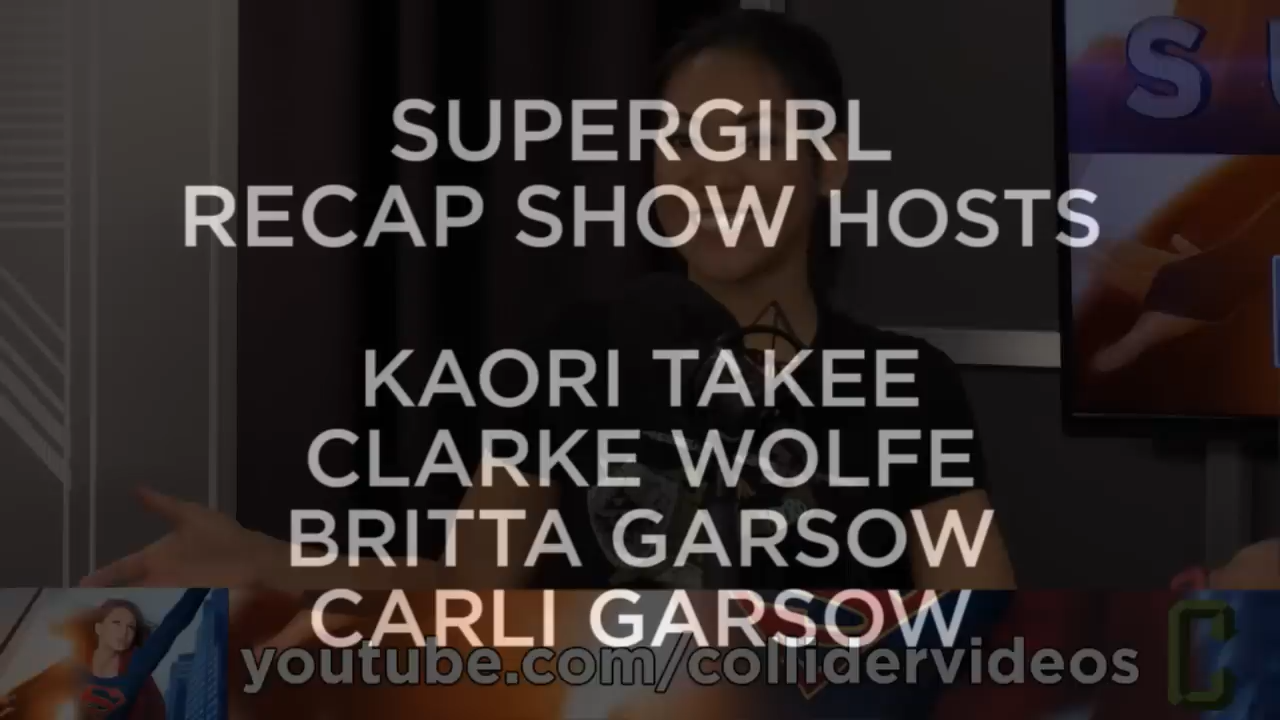 SUPERGIRL
RECAP SHOW HOSTS
KAORI TAKEE
CLARKE WOLFE
BRITTA GARSOW
CARLI GARSOW
youtube.com/collidervideos